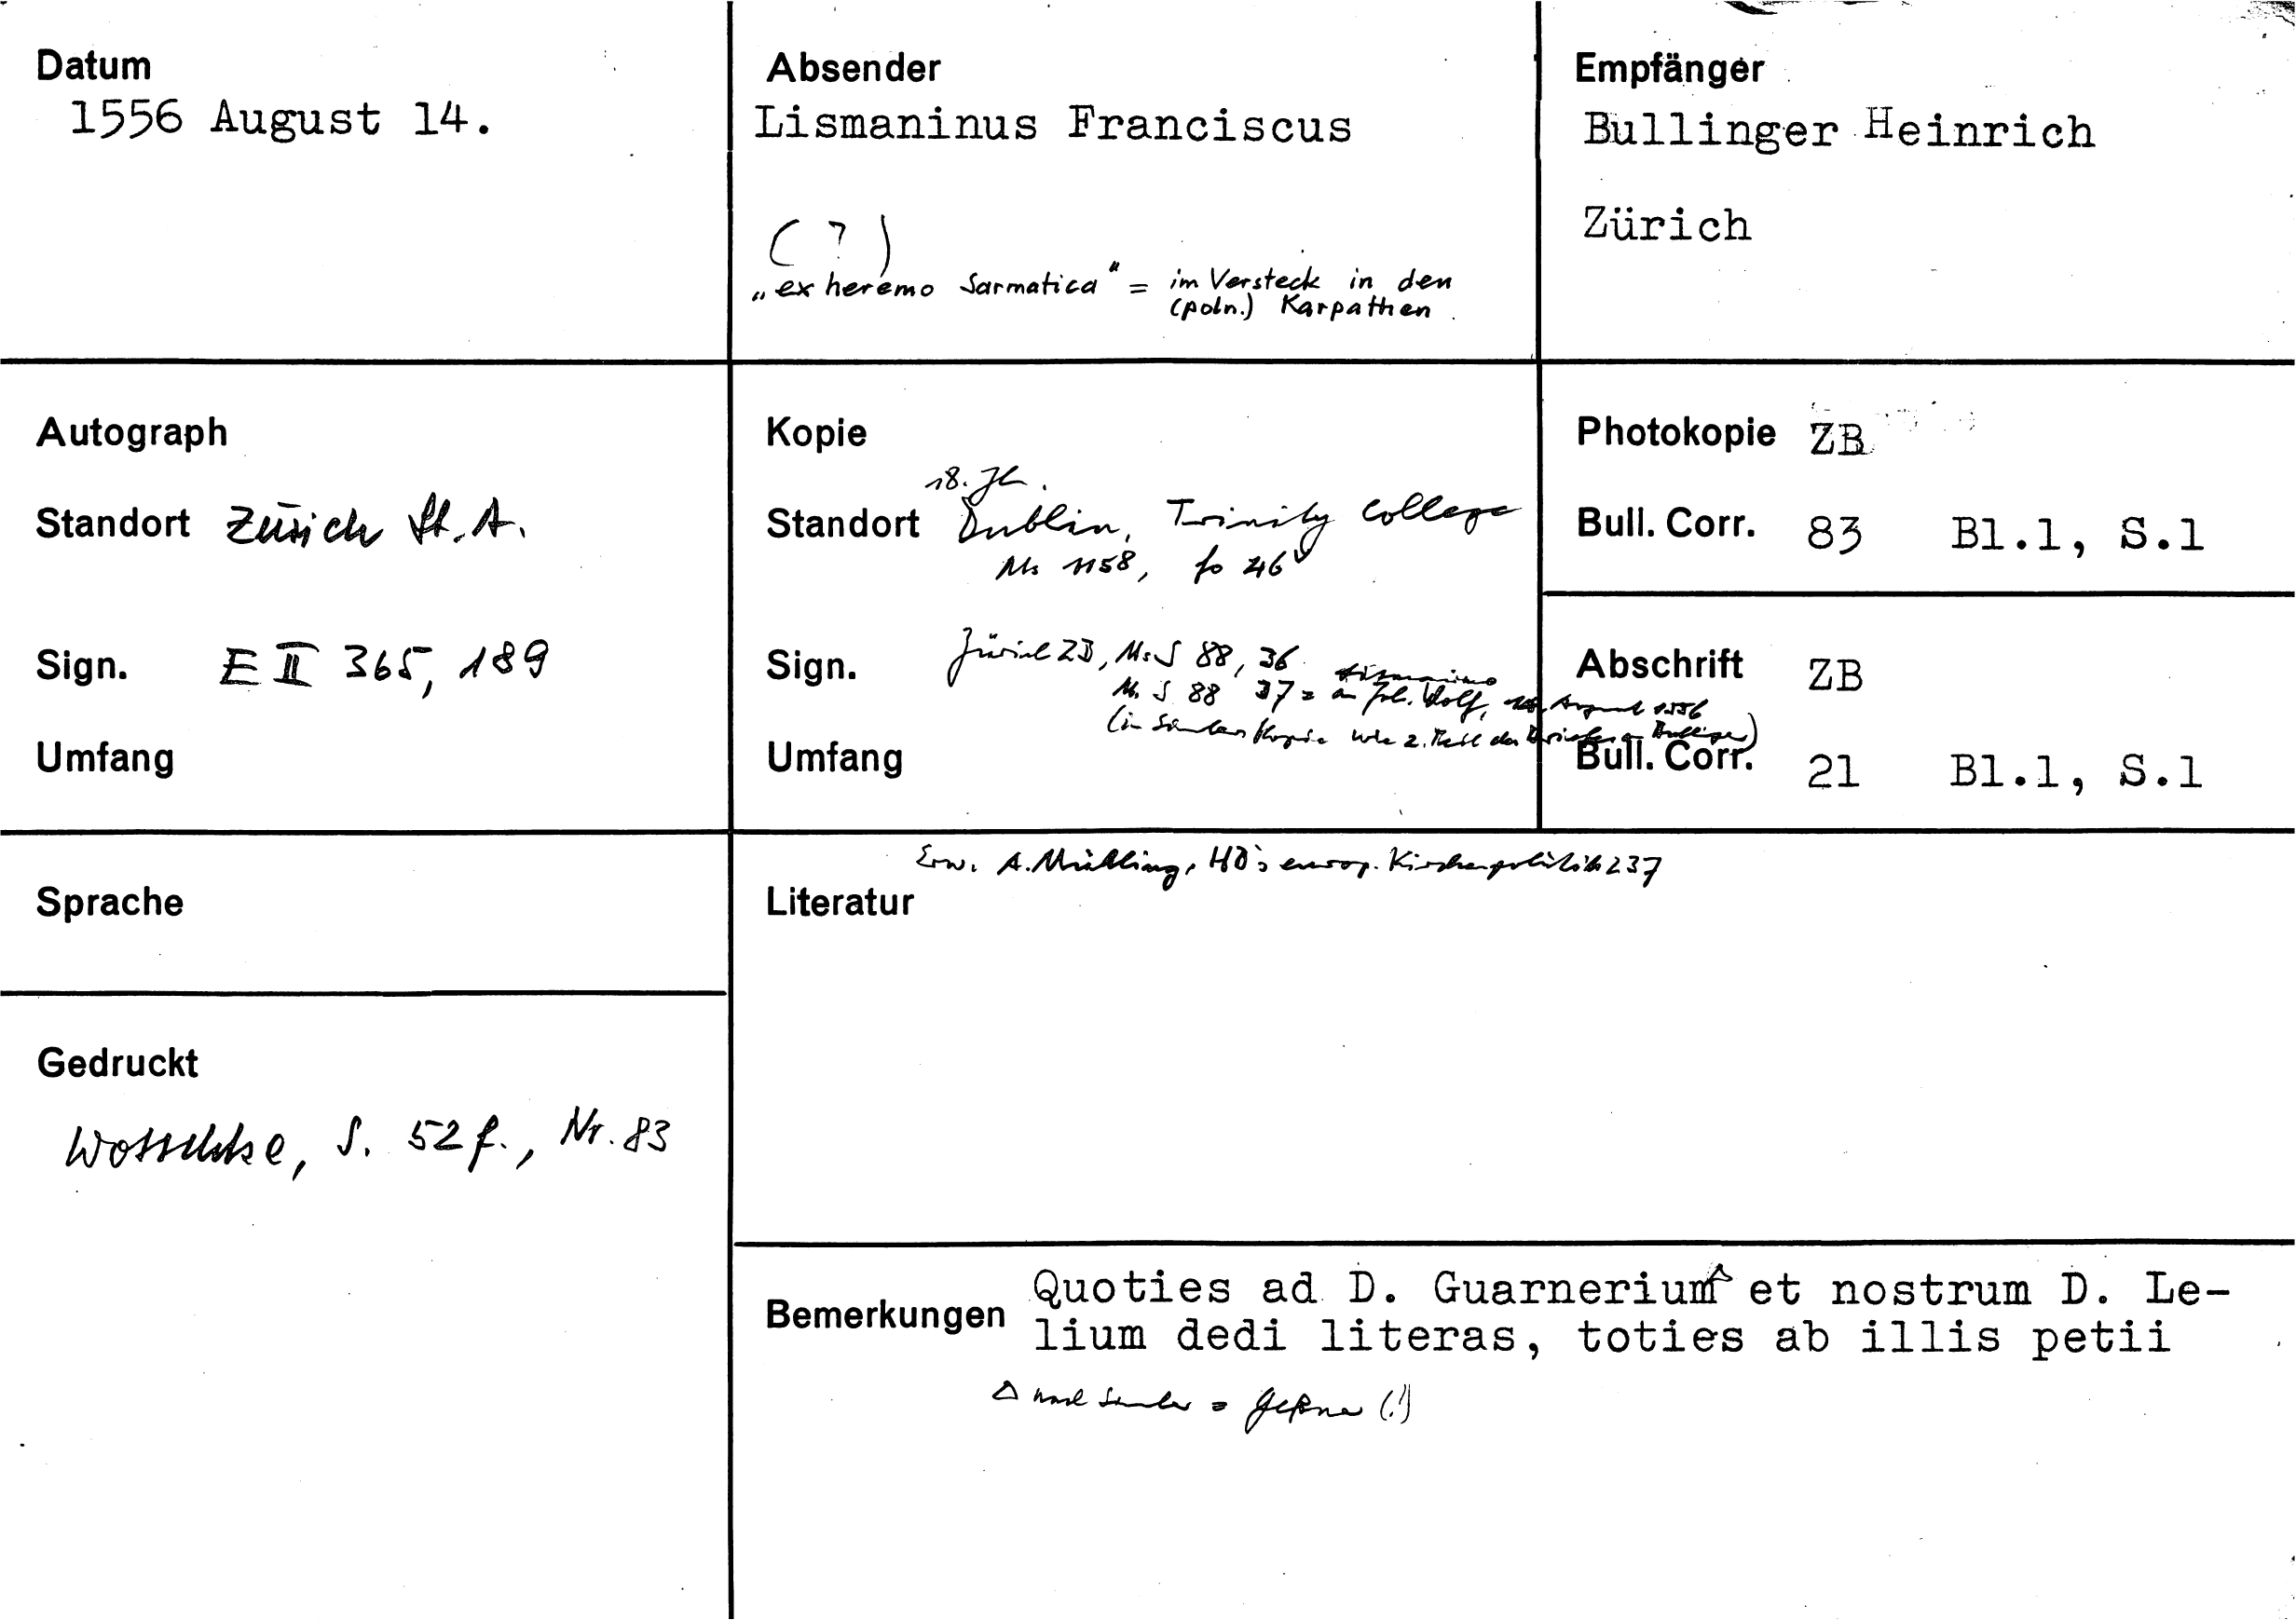 Datum
1556 August 14.
Absender
Lismaninus Franciscus
(?)
„ex heremo Sarmatica" = im Versteck in den
(poln.) Karpathen.
Empfänger
Bullinger Heinrich
Zürich
Autograph
Standort Zürich St.A.
Sign. E II 365, 189
Umfang
Kopie
18. Jh.
Standort Dublin, Trinity College
Ms 1158, fo 46v
Sign. Zürich ZB, Ms S 88, 36
Ms S 88 37 = an Joh. Wolf, August 1556
(in Simlers Kopie wie 2. Teil des Briefes an Bullinger)
Umfang
Photokopie ZB
Bull. Corr. 83 Bl.1, S.1
Abschrift ZB
Bull. Corr. 21 Bl.1, S.1
Sprache
Erw. A. Mühling, HB's europ. Kirchenpolitik 237
Literatur
Gedruckt
Wotschke, S. 52 f., Nr. 83
Bemerkungen
Quoties ad D. Guarnerium△ et nostrum D. Le-
lium dedi literas, toties ab illis petii
△ nach Simler = Geßner (!)